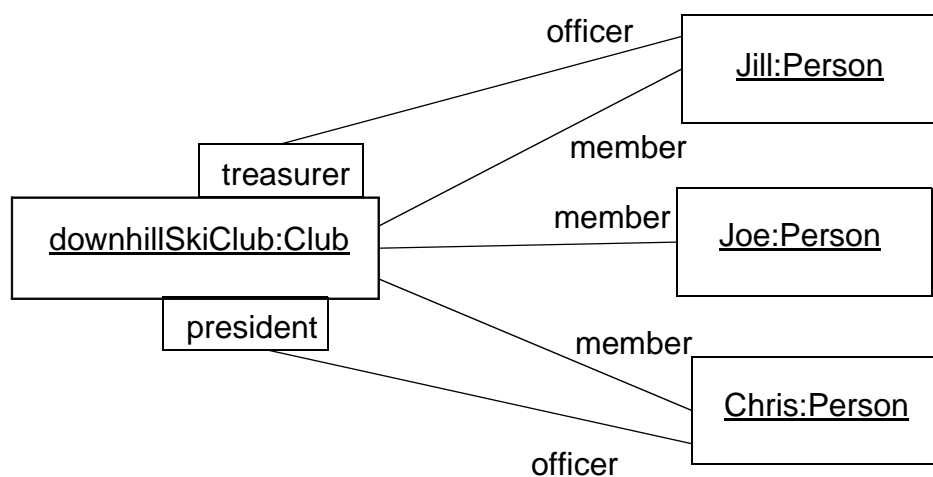 officer
Jill:Person
member
treasurer
member
downhillSkiClub:Club
Joe:Person
president
member
Chris:Person
officer